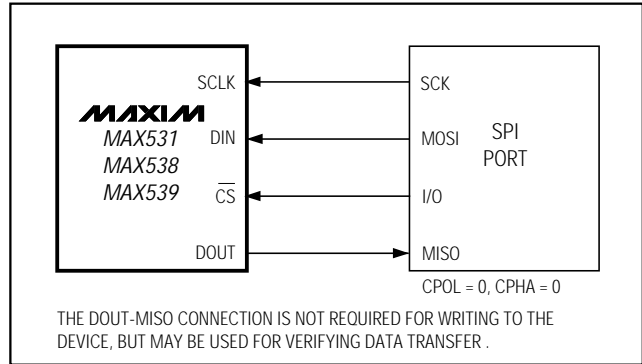 SCLK SCK
MAXIM
MAX531 DIN MOSI SPI
MAX538 PORT
MAX539 CS I/O
DOUT MISO
CPOL = 0, CPHA = 0
THE DOUT-MISO CONNECTION IS NOT REQUIRED FOR WRITING TO THE
DEVICE, BUT MAY BE USED FOR VERIFYING DATA TRANSFER .